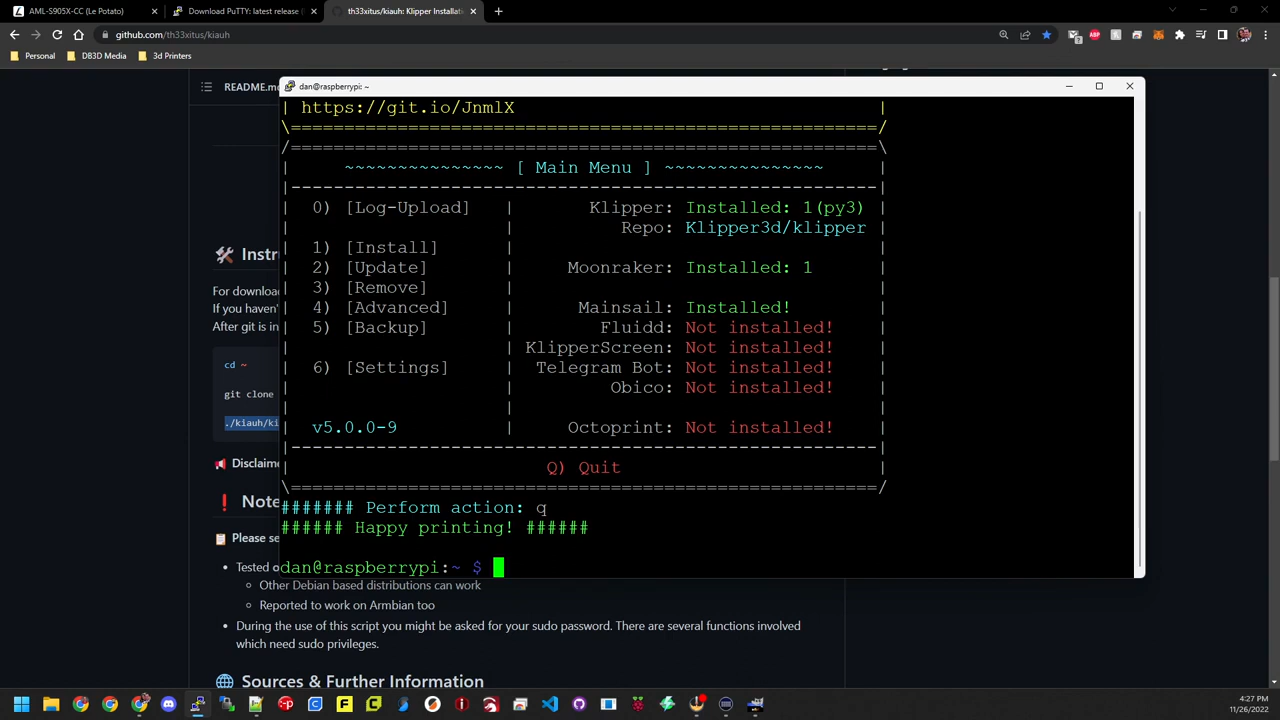 AML-S905X-CC (Le Potato)
Download PuTTY: latest release (
th33xitus/kiauh: Klipper Installat
github.com/th33xitus/kiauh
Personal
DB3D Media
3d Printers
README.m
dan@raspberrypi: ~
| https://git.io/JnmlX |
\=======================================================/
/=======================================================\
| ~~~~~~~~~~~~~~~ [ Main Menu ] ~~~~~~~~~~~~~~~ |
|-------------------------------------------------------|
| 0) [Log-Upload] | Klipper: Installed: 1(py3) |
| | Repo: Klipper3d/klipper |
| 1) [Install] | |
| 2) [Update] | Moonraker: Installed: 1 |
| 3) [Remove] | |
| 4) [Advanced] | Mainsail: Installed! |
| 5) [Backup] | Fluidd: Not installed! |
| | KlipperScreen: Not installed! |
| 6) [Settings] | Telegram Bot: Not installed! |
| | Obico: Not installed! |
| | |
| v5.0.0-9 | Octoprint: Not installed! |
|-------------------------------------------------------|
| Q) Quit |
\=======================================================/
####### Perform action: q
###### Happy printing! ######
dan@raspberrypi:~ $
Instr
For download
If you haven'
After git is in
cd ~
git clone
./kiauh/ki
Disclaime
Note
Please se
Tested o
Other Debian based distributions can work
Reported to work on Armbian too
During the use of this script you might be asked for your sudo password. There are several functions involved
which need sudo privileges.
Sources & Further Information
4:27 PM
11/26/2022